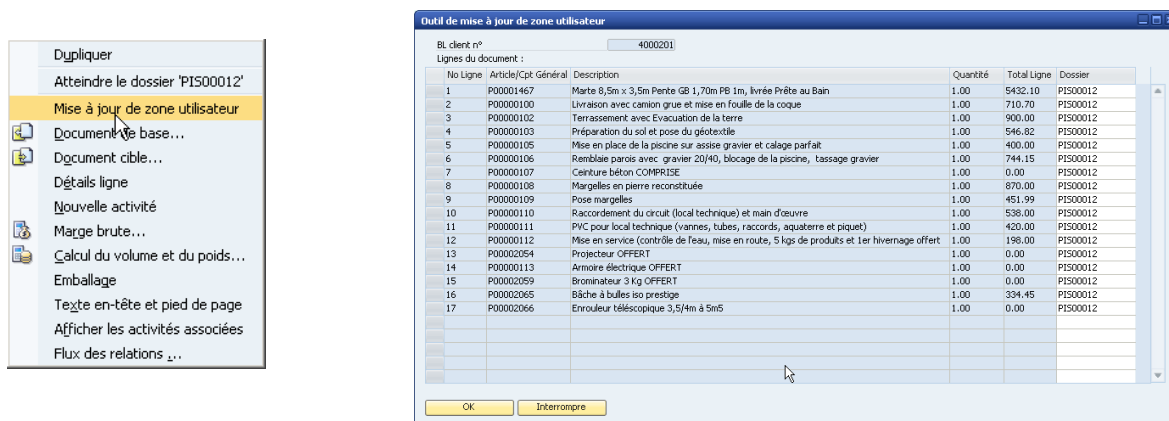 Dupliquer
Atteindre le dossier 'PIS00012'
Mise à jour de zone utilisateur
Document de base...
Document cible...
Détails ligne
Nouvelle activité
Marge brute...
Calcul du volume et du poids...
Emballage
Texte en-tête et pied de page
Afficher les activités associées
Flux des relations ...
Outil de mise à jour de zone utilisateur
BL client n° 4000201
Lignes du document :
No Ligne Article/Cpt Général Description Quantité Total Ligne Dossier
1 P00001467 Marte 8,5m x 3,5m Pente GB 1,70m PB 1m, livrée Prête au Bain 1.00 5432.10 PIS00012
2 P00000100 Livraison avec camion grue et mise en fouille de la coque 1.00 710.70 PIS00012
3 P00000102 Terrassement avec Evacuation de la terre 1.00 900.00 PIS00012
4 P00000103 Préparation du sol et pose du géotextile 1.00 546.82 PIS00012
5 P00000105 Mise en place de la piscine sur assise gravier et calage parfait 1.00 400.00 PIS00012
6 P00000106 Remblaie parois avec gravier 20/40, blocage de la piscine, tassage gravier 1.00 744.15 PIS00012
7 P00000107 Ceinture béton COMPRISE 1.00 0.00 PIS00012
8 P00000108 Margelles en pierre reconstituée 1.00 870.00 PIS00012
9 P00000109 Pose margelles 1.00 451.99 PIS00012
10 P00000110 Raccordement du circuit (local technique) et main d'œuvre 1.00 538.00 PIS00012
11 P00000111 PVC pour local technique (vannes, tubes, raccords, aquaterre et piquet) 1.00 420.00 PIS00012
12 P00000112 Mise en service (contrôle de l'eau, mise en route, 5 kgs de produits et 1er hivernage offert 1.00 198.00 PIS00012
13 P00002054 Projecteur OFFERT 1.00 0.00 PIS00012
14 P00000113 Armoire électrique OFFERT 1.00 0.00 PIS00012
15 P00002059 Brominateur 3 Kg OFFERT 1.00 0.00 PIS00012
16 P00002065 Bâche à bulles iso prestige 1.00 334.45 PIS00012
17 P00002066 Enrouleur téléscopique 3,5/4m à 5m5 1.00 0.00 PIS00012
OK Interrompre